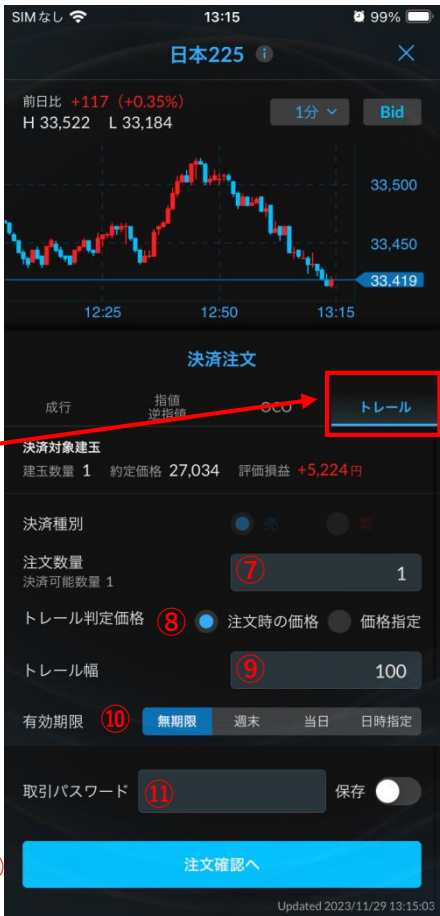 SIMなし 13:15 99%
日本225 i ×
前日比 +117 (+0.35%)
H 33,522 L 33,184
1分 Bid
33,500
33,450
33.419
12:25 12:50 13:15
決済注文
成行 指値 OCO トレール
逆指値
決済対象建玉
建玉数量 1 約定価格 27,034 評価損益 +5,224円
決済種別 売 買
注文数量 ⑦ 1
決済可能数量 1
トレール判定価格 ⑧ 注文時の価格 価格指定
トレール幅 ⑨ 100
有効期限 ⑩ 無期限 週末 当日 日時指定
取引パスワード ⑪ 保存
注文確認へ
Updated 2023/11/29 13:15:03